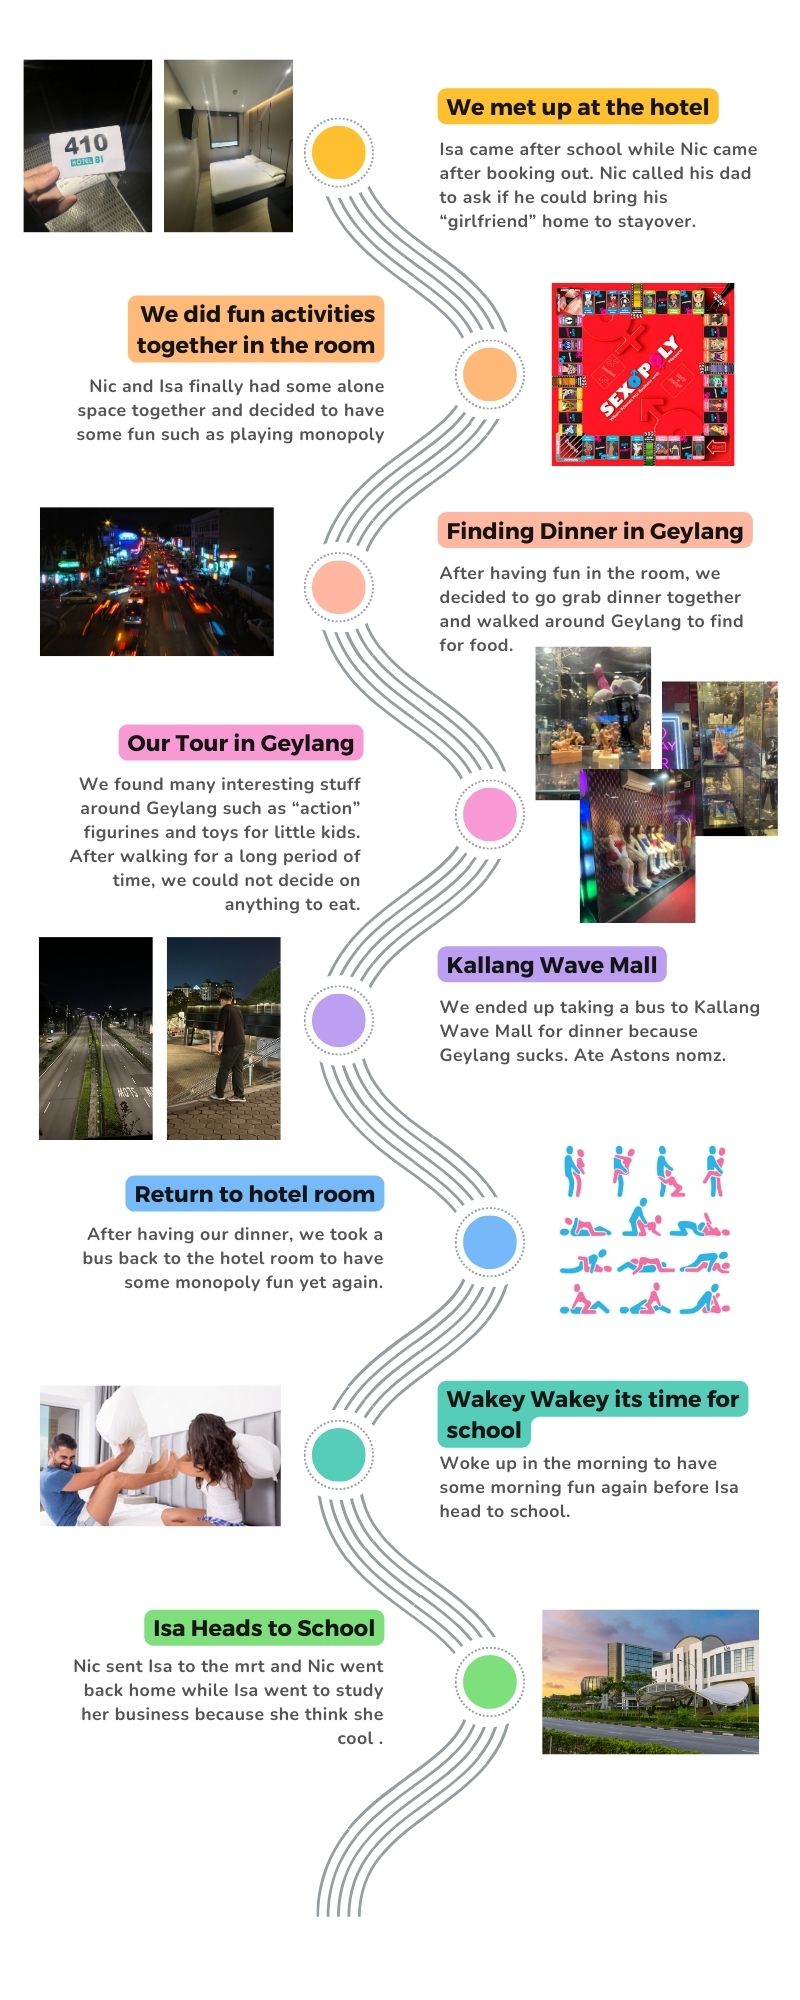 410
HOTEL 81
We met up at the hotel
Isa came after school while Nic came
after booking out. Nic called his dad
to ask if he could bring his
“girlfriend” home to stayover.
We did fun activities
together in the room
Nic and Isa finally had some alone
space together and decided to have
some fun such as playing monopoly
SEXOPOLY
Start
Finding Dinner in Geylang
After having fun in the room, we
decided to go grab dinner together
and walked around Geylang to find
for food.
Our Tour in Geylang
We found many interesting stuff
around Geylang such as “action”
figurines and toys for little kids.
After walking for a long period of
time, we could not decide on
anything to eat.
SLOW
Kallang Wave Mall
We ended up taking a bus to Kallang
Wave Mall for dinner because
Geylang sucks. Ate Astons nomz.
Return to hotel room
After having our dinner, we took a
bus back to the hotel room to have
some monopoly fun yet again.
Wakey Wakey its time for
school
Woke up in the morning to have
some morning fun again before Isa
head to school.
Isa Heads to School
Nic sent Isa to the mrt and Nic went
back home while Isa went to study
her business because she think she
cool .